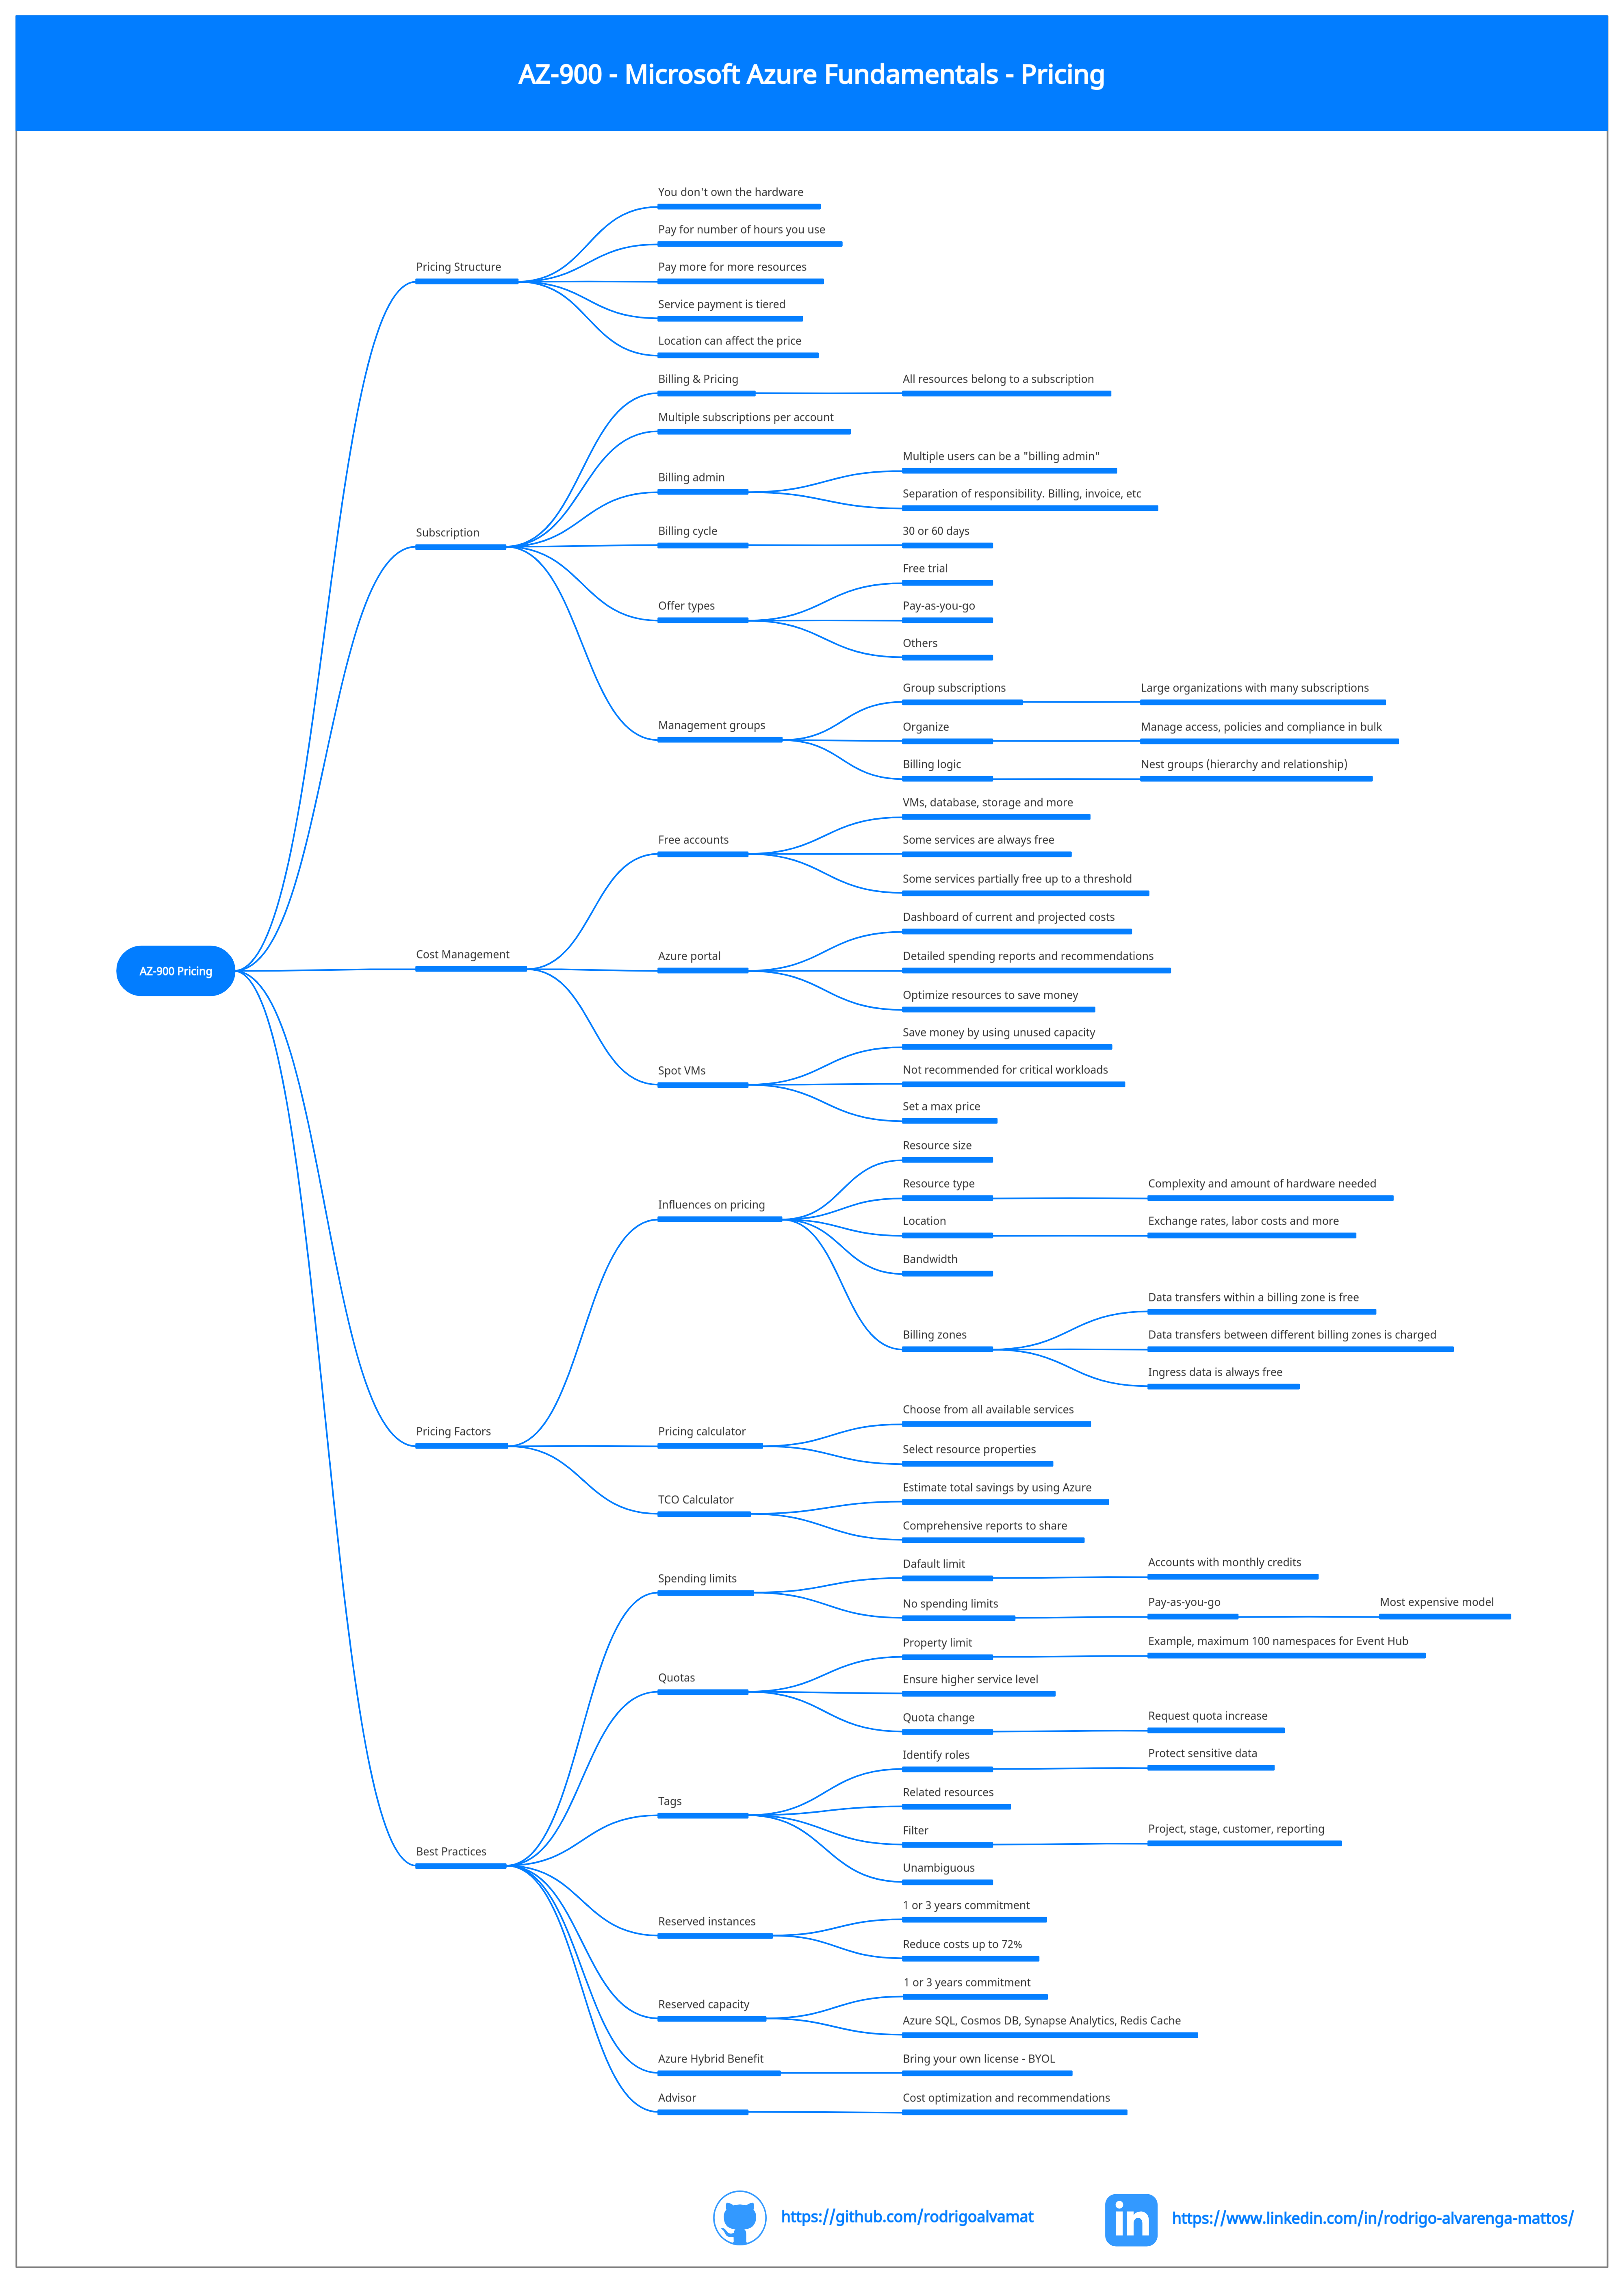 AZ-900 - Microsoft Azure Fundamentals - Pricing
AZ-900 Pricing
Pricing Structure
You don't own the hardware
Pay for number of hours you use
Pay more for more resources
Service payment is tiered
Location can affect the price
Subscription
Billing & Pricing
All resources belong to a subscription
Multiple subscriptions per account
Billing admin
Multiple users can be a "billing admin"
Separation of responsibility. Billing, invoice, etc
Billing cycle
30 or 60 days
Offer types
Free trial
Pay-as-you-go
Others
Management groups
Group subscriptions
Large organizations with many subscriptions
Organize
Manage access, policies and compliance in bulk
Billing logic
Nest groups (hierarchy and relationship)
Cost Management
Free accounts
VMs, database, storage and more
Some services are always free
Some services partially free up to a threshold
Azure portal
Dashboard of current and projected costs
Detailed spending reports and recommendations
Optimize resources to save money
Spot VMs
Save money by using unused capacity
Not recommended for critical workloads
Set a max price
Pricing Factors
Influences on pricing
Resource size
Resource type
Complexity and amount of hardware needed
Location
Exchange rates, labor costs and more
Bandwidth
Billing zones
Data transfers within a billing zone is free
Data transfers between different billing zones is charged
Ingress data is always free
Pricing calculator
Choose from all available services
Select resource properties
TCO Calculator
Estimate total savings by using Azure
Comprehensive reports to share
Best Practices
Spending limits
Dafault limit
Accounts with monthly credits
No spending limits
Pay-as-you-go
Most expensive model
Quotas
Property limit
Example, maximum 100 namespaces for Event Hub
Ensure higher service level
Quota change
Request quota increase
Tags
Identify roles
Protect sensitive data
Related resources
Filter
Project, stage, customer, reporting
Unambiguous
Reserved instances
1 or 3 years commitment
Reduce costs up to 72%
Reserved capacity
1 or 3 years commitment
Azure SQL, Cosmos DB, Synapse Analytics, Redis Cache
Azure Hybrid Benefit
Bring your own license - BYOL
Advisor
Cost optimization and recommendations
https://github.com/rodrigoalvamat
in
https://www.linkedin.com/in/rodrigo-alvarenga-mattos/